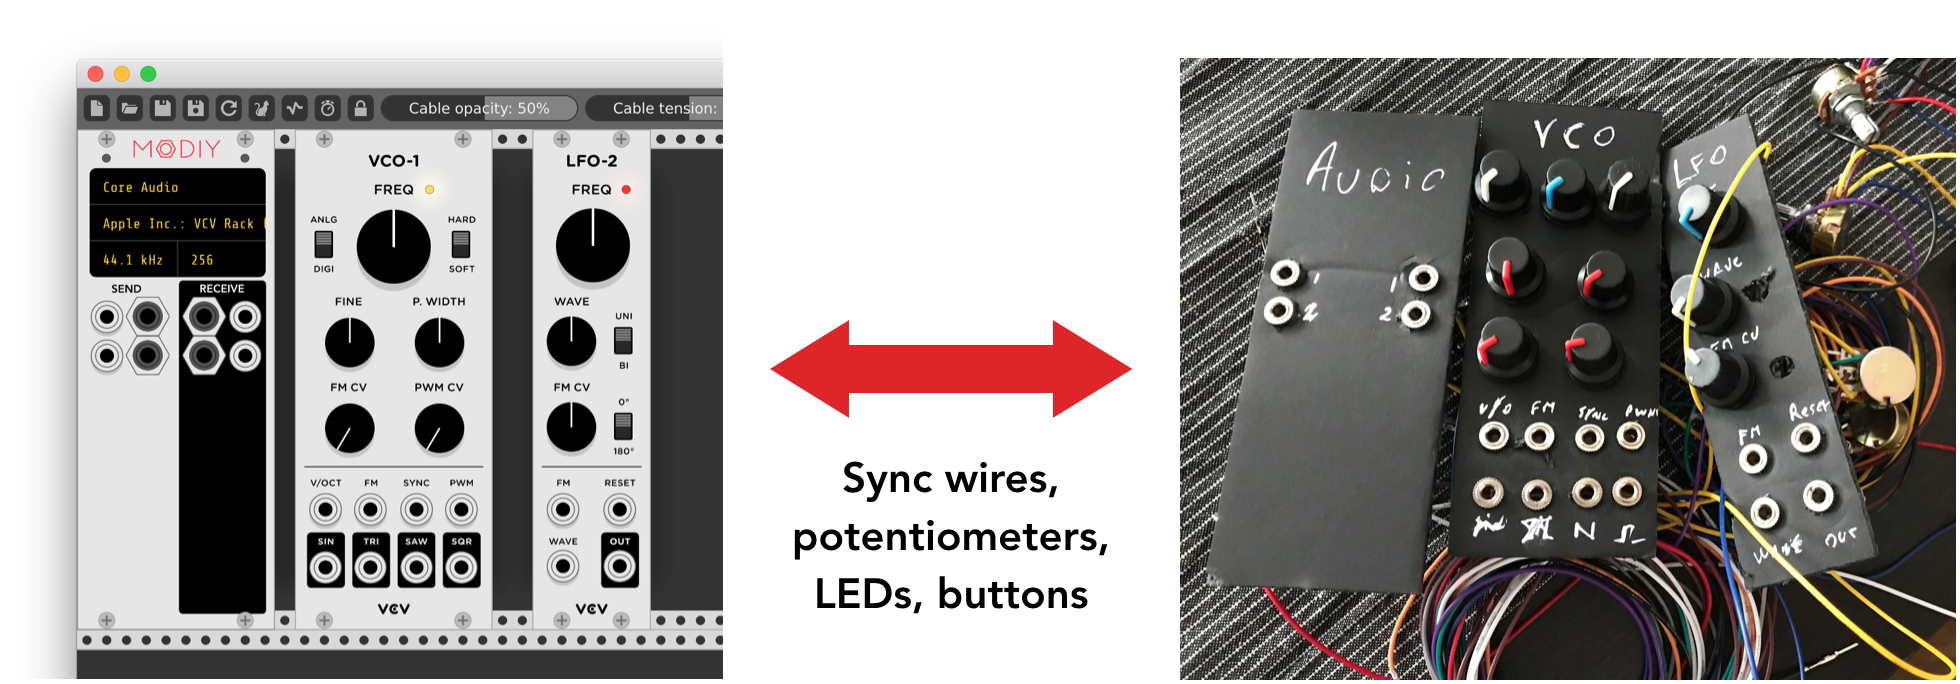 Cable opacity: 50%
Cable tension:
MODIY
Core Audio
Apple Inc.: VCV Rack (
44.1 kHz 256
SEND RECEIVE
VCO-1
FREQ
ANLG HARD
DIGI SOFT
FINE P. WIDTH
FM CV PWM CV
V/OCT FM SYNC PWM
SIN TRI SAW SQR
VCV
LFO-2
FREQ
WAVE
UNI
BI
FM CV
0°
180°
FM RESET
WAVE OUT
VCV
Sync wires,
potentiometers,
LEDs, buttons
Audio
1 1
2 2
VCO
V/O FM SYNC PWM
LFO
WAVE
FM CV
FM Reset
WAVE OUT